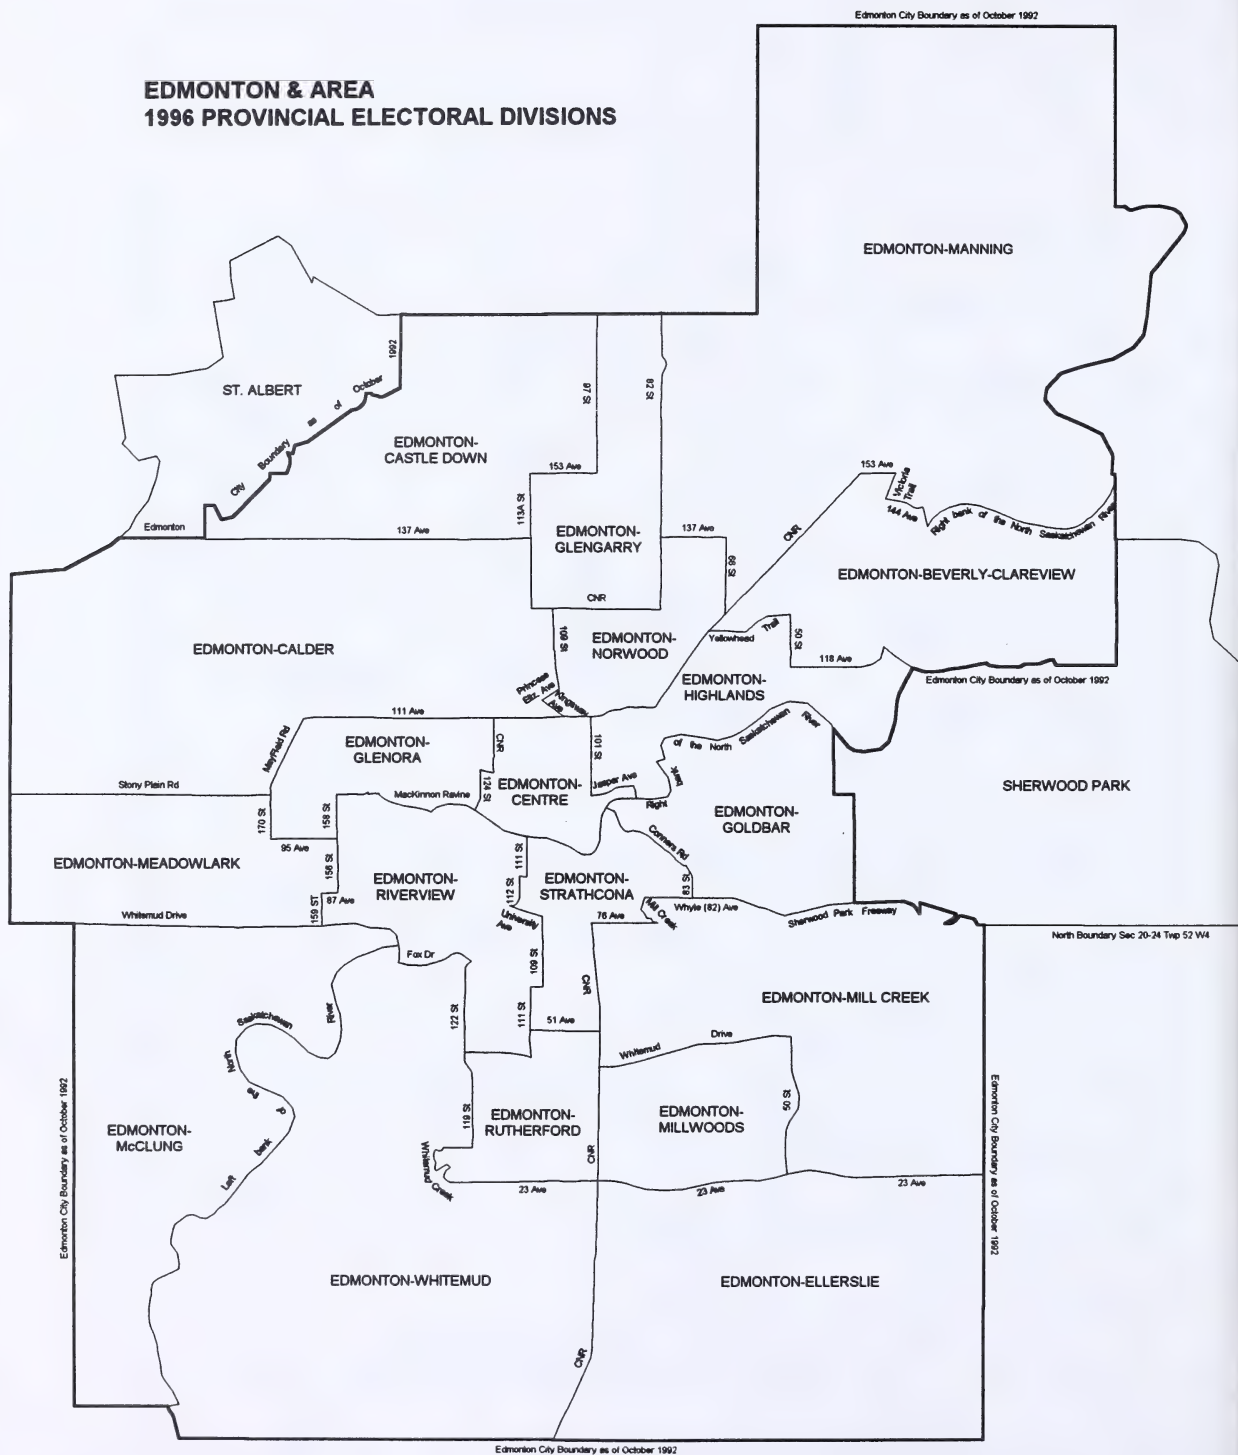 Edmonton City Boundary as of October 1992
EDMONTON & AREA
1996 PROVINCIAL ELECTORAL DIVISIONS
EDMONTON-MANNING
1992
ST. ALBERT
City Boundary as of October
97 St
82 St
EDMONTON-
CASTLE DOWN
153 Ave
153 Ave
Victoria
Trail
144 Ave
Right bank of the North Saskatchewan River
113A St
Edmonton
137 Ave
EDMONTON-
GLENGARRY
137 Ave
CNR
66 St
EDMONTON-BEVERLY-CLAREVIEW
CNR
109 St
EDMONTON-
NORWOOD
Yellowhead Trail
50 St
118 Ave
EDMONTON-CALDER
Edmonton City Boundary as of October 1992
EDMONTON-
HIGHLANDS
Princess
Eliz. Ave
Kingsway
Ave
111 Ave
Mayfield Rd
EDMONTON-
GLENORA
CNR
101 St
of the North Saskatchewan River
bank
Right
Stony Plain Rd
MacKinnon Ravine
124 St
EDMONTON-
CENTRE
Jasper Ave
SHERWOOD PARK
170 St
158 St
EDMONTON-
GOLDBAR
95 Ave
Connors Rd
EDMONTON-MEADOWLARK
156 St
111 St
EDMONTON-
RIVERVIEW
EDMONTON-
STRATHCONA
83 St
112 St
87 Ave
159 ST
Whitemud Drive
University
Ave
76 Ave
Mill Creek
Whyte (82) Ave
Sherwood Park Freeway
North Boundary Sec 20-24 Twp 52 W4
Fox Dr
109 St
CNR
EDMONTON-MILL CREEK
North Saskatchewan River
122 St
111 St
51 Ave
Whitemud Drive
of the
50 St
Edmonton City Boundary as of October 1992
EDMONTON-
McCLUNG
119 St
EDMONTON-
RUTHERFORD
EDMONTON-
MILLWOODS
Edmonton City Boundary as of October 1992
Left bank
CNR
Whitemud
Creek
23 Ave
23 Ave
23 Ave
EDMONTON-WHITEMUD
EDMONTON-ELLERSLIE
CNR
Edmonton City Boundary as of October 1992